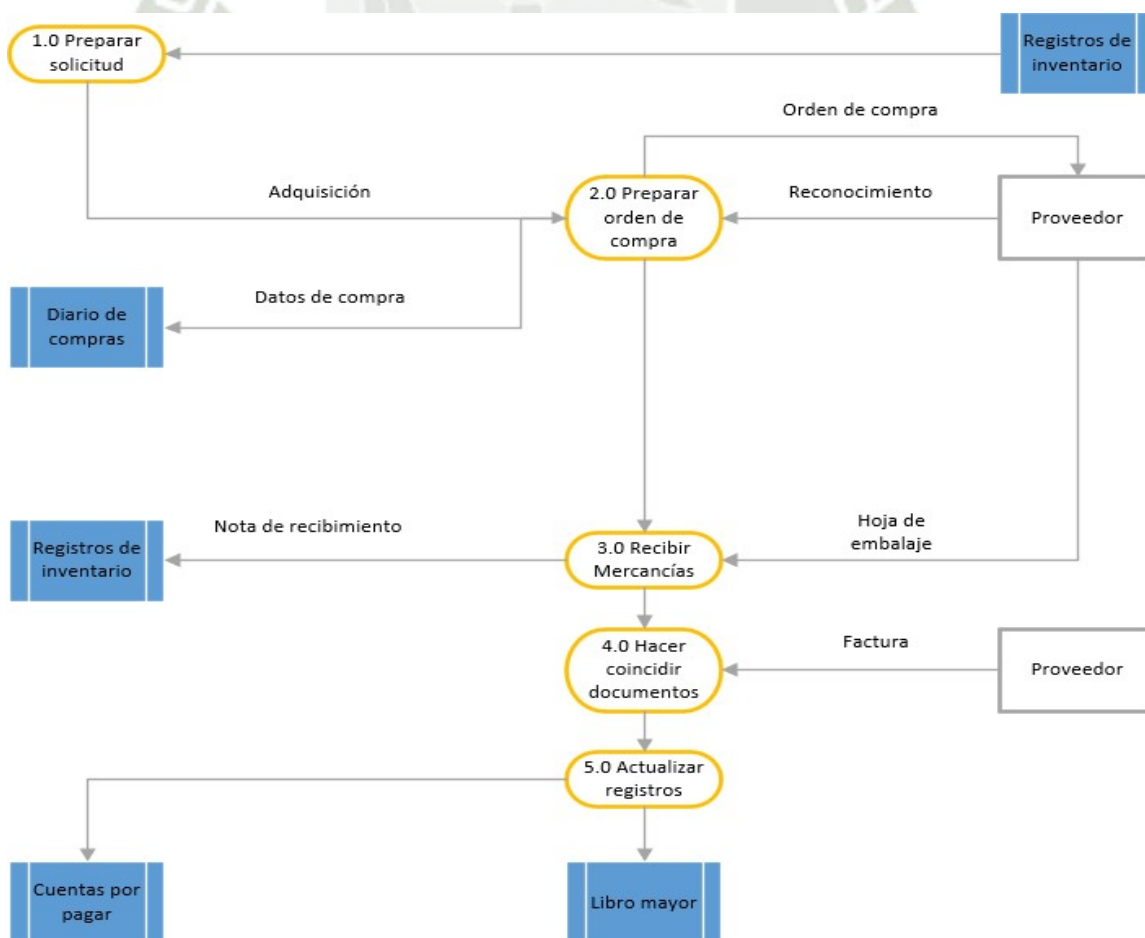 1.0 Preparar
solicitud
Registros de
inventario
Orden de compra
Adquisición
2.0 Preparar
orden de
compra
Reconocimiento
Proveedor
Datos de compra
Diario de
compras
Nota de recibimiento
Registros de
inventario
3.0 Recibir
Mercancías
Hoja de
embalaje
4.0 Hacer
coincidir
documentos
Factura
Proveedor
5.0 Actualizar
registros
Cuentas por
pagar
Libro mayor